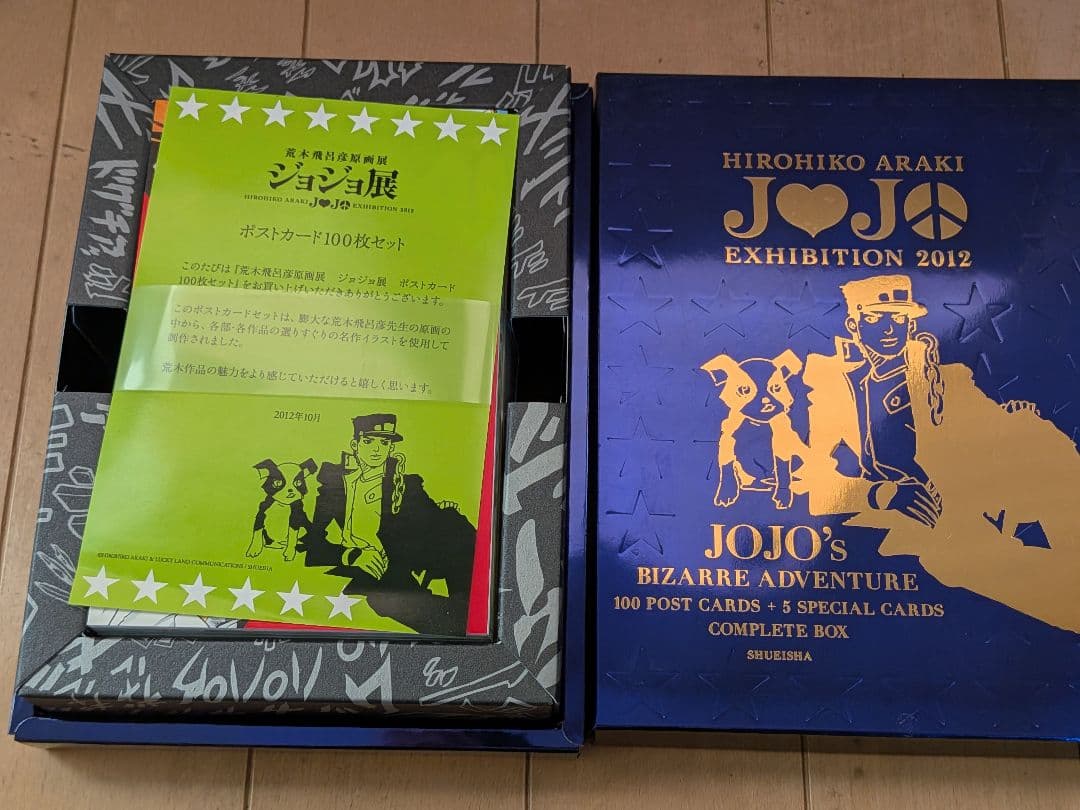 荒木飛呂彦原画展
ジョジョ展
HIROHIKO ARAKI JOJO EXHIBITION 2012
ポストカード100枚セット
このたびは『荒木飛呂彦原画展　ジョジョ展　ポストカード
100枚セット』をお買い上げいただきありがとうございます。
このポストカードセットは、膨大な荒木飛呂彦先生の原画の
中から、各部・各作品の選りすぐりの名作イラストを使用して
制作されました。
荒木作品の魅力をより感じていただけると嬉しく思います。
2012年10月
©HIROHIKO ARAKI & LUCKY LAND COMMUNICATIONS / SHUEISHA
HIROHIKO ARAKI
J♥J☮
EXHIBITION 2012
JOJO's
BIZARRE ADVENTURE
100 POST CARDS + 5 SPECIAL CARDS
COMPLETE BOX
SHUEISHA